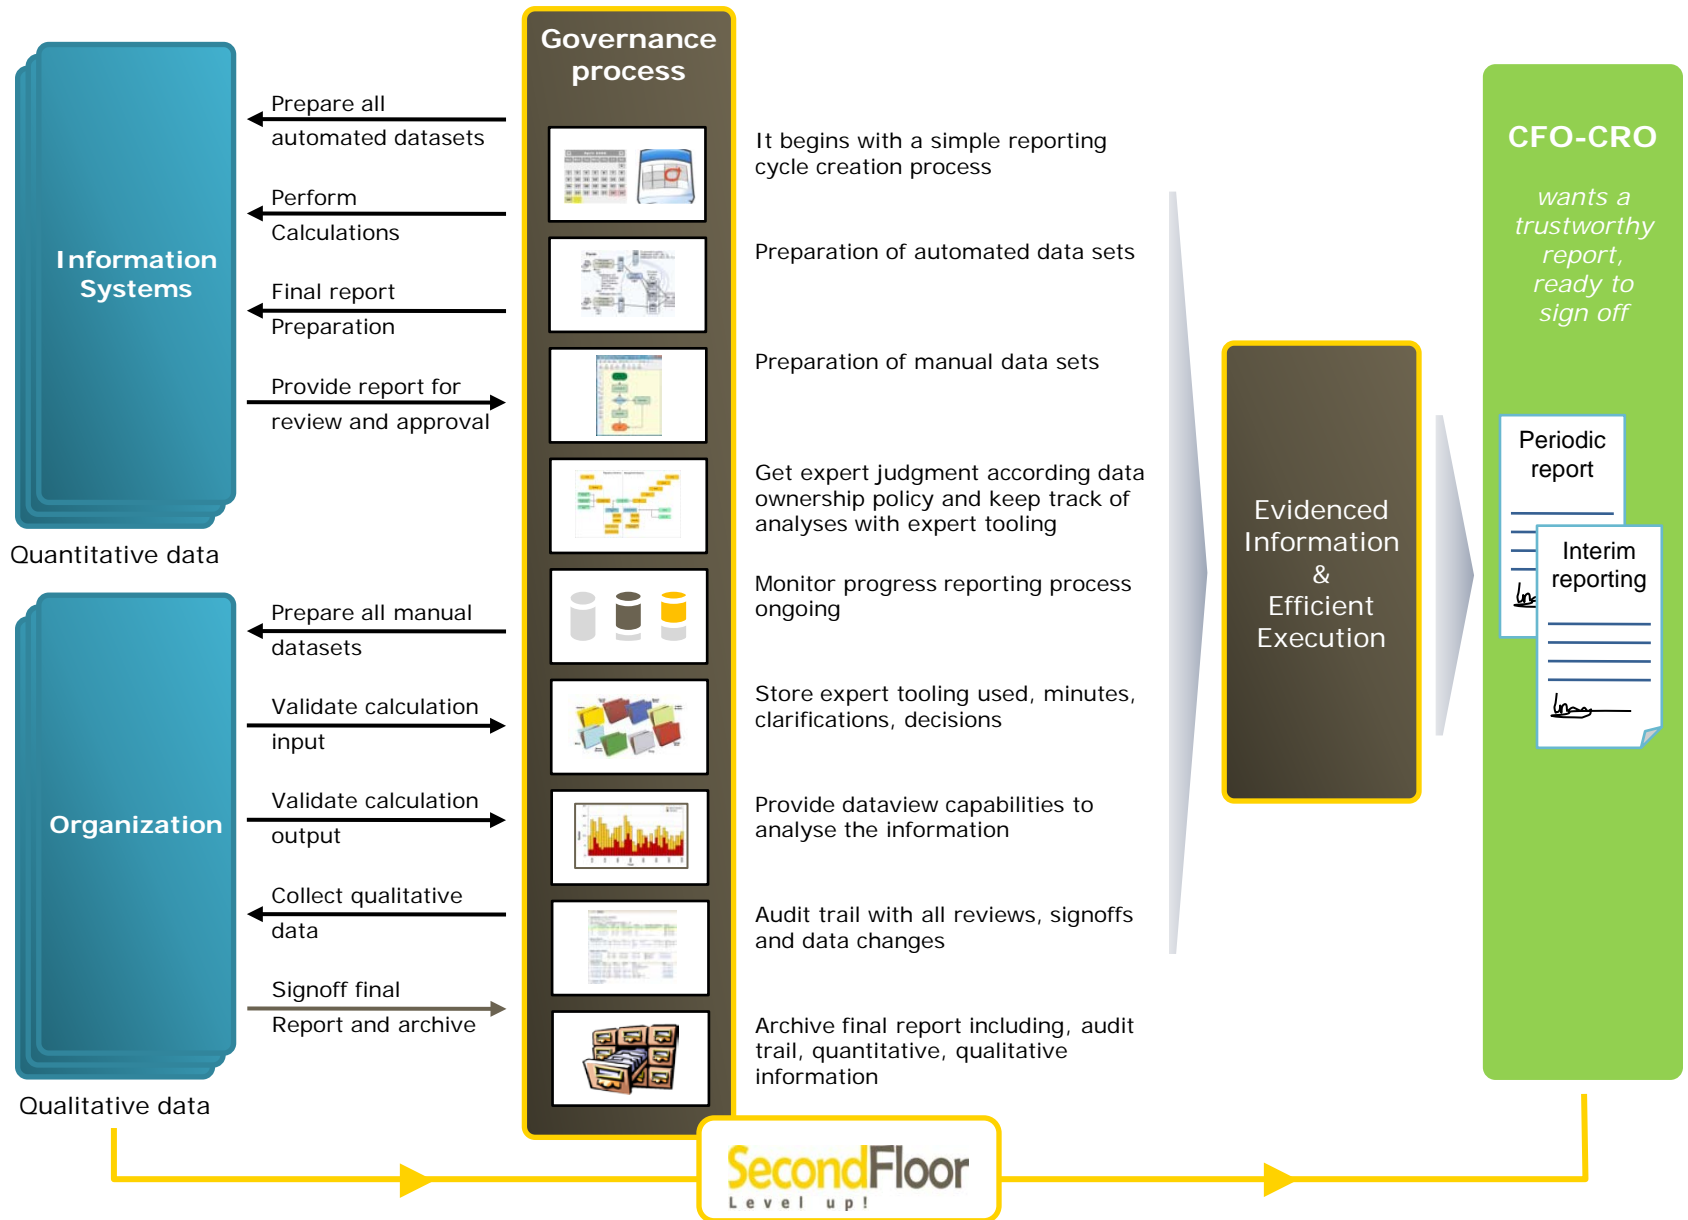 Governance
process
Information
Systems
Quantitative data
Prepare all
automated datasets
Perform
Calculations
Final report
Preparation
Provide report for
review and approval
Organization
Qualitative data
Prepare all manual
datasets
Validate calculation
input
Validate calculation
output
Collect qualitative
data
Signoff final
Report and archive
It begins with a simple reporting
cycle creation process
Preparation of automated data sets
Preparation of manual data sets
Get expert judgment according data
ownership policy and keep track of
analyses with expert tooling
Monitor progress reporting process
ongoing
Store expert tooling used, minutes,
clarifications, decisions
Provide dataview capabilities to
analyse the information
Audit trail with all reviews, signoffs
and data changes
Archive final report including, audit
trail, quantitative, qualitative
information
Evidenced
Information
&
Efficient
Execution
CFO-CRO
wants a
trustworthy
report,
ready to
sign off
Periodic
report
Interim
reporting
SecondFloor
Level up!